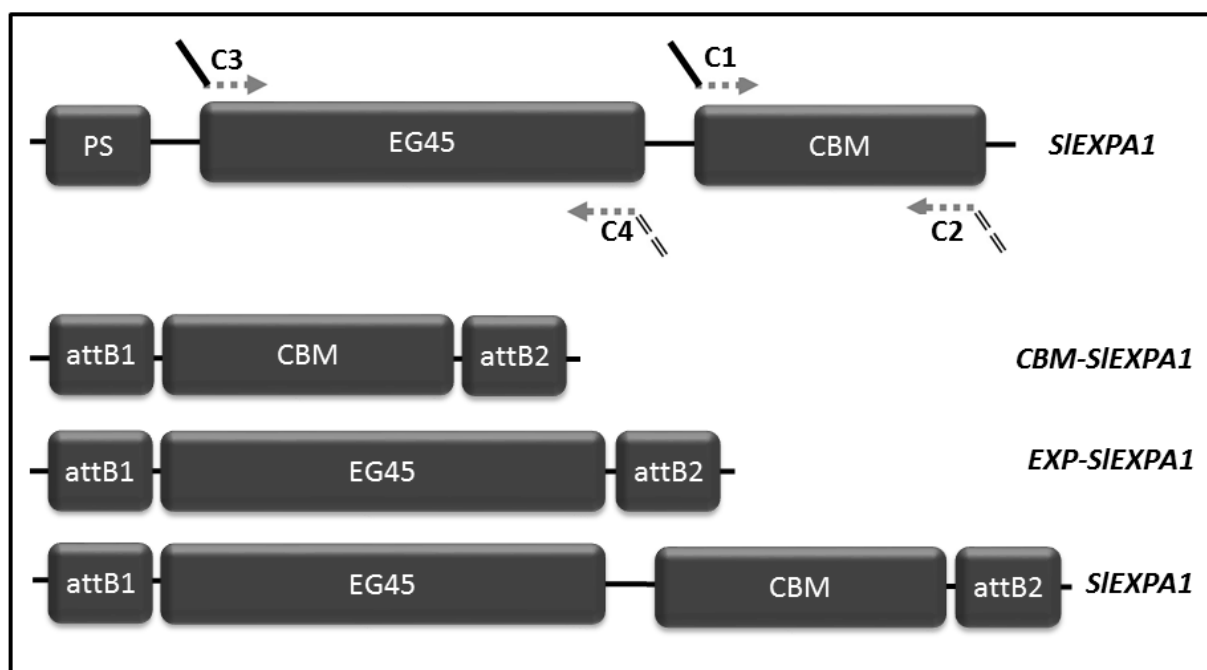 C3 C1
PS EG45 CBM SlEXPA1
C4 C2
attB1 CBM attB2 CBM-SlEXPA1
attB1 EG45 attB2 EXP-SlEXPA1
attB1 EG45 CBM attB2 SlEXPA1